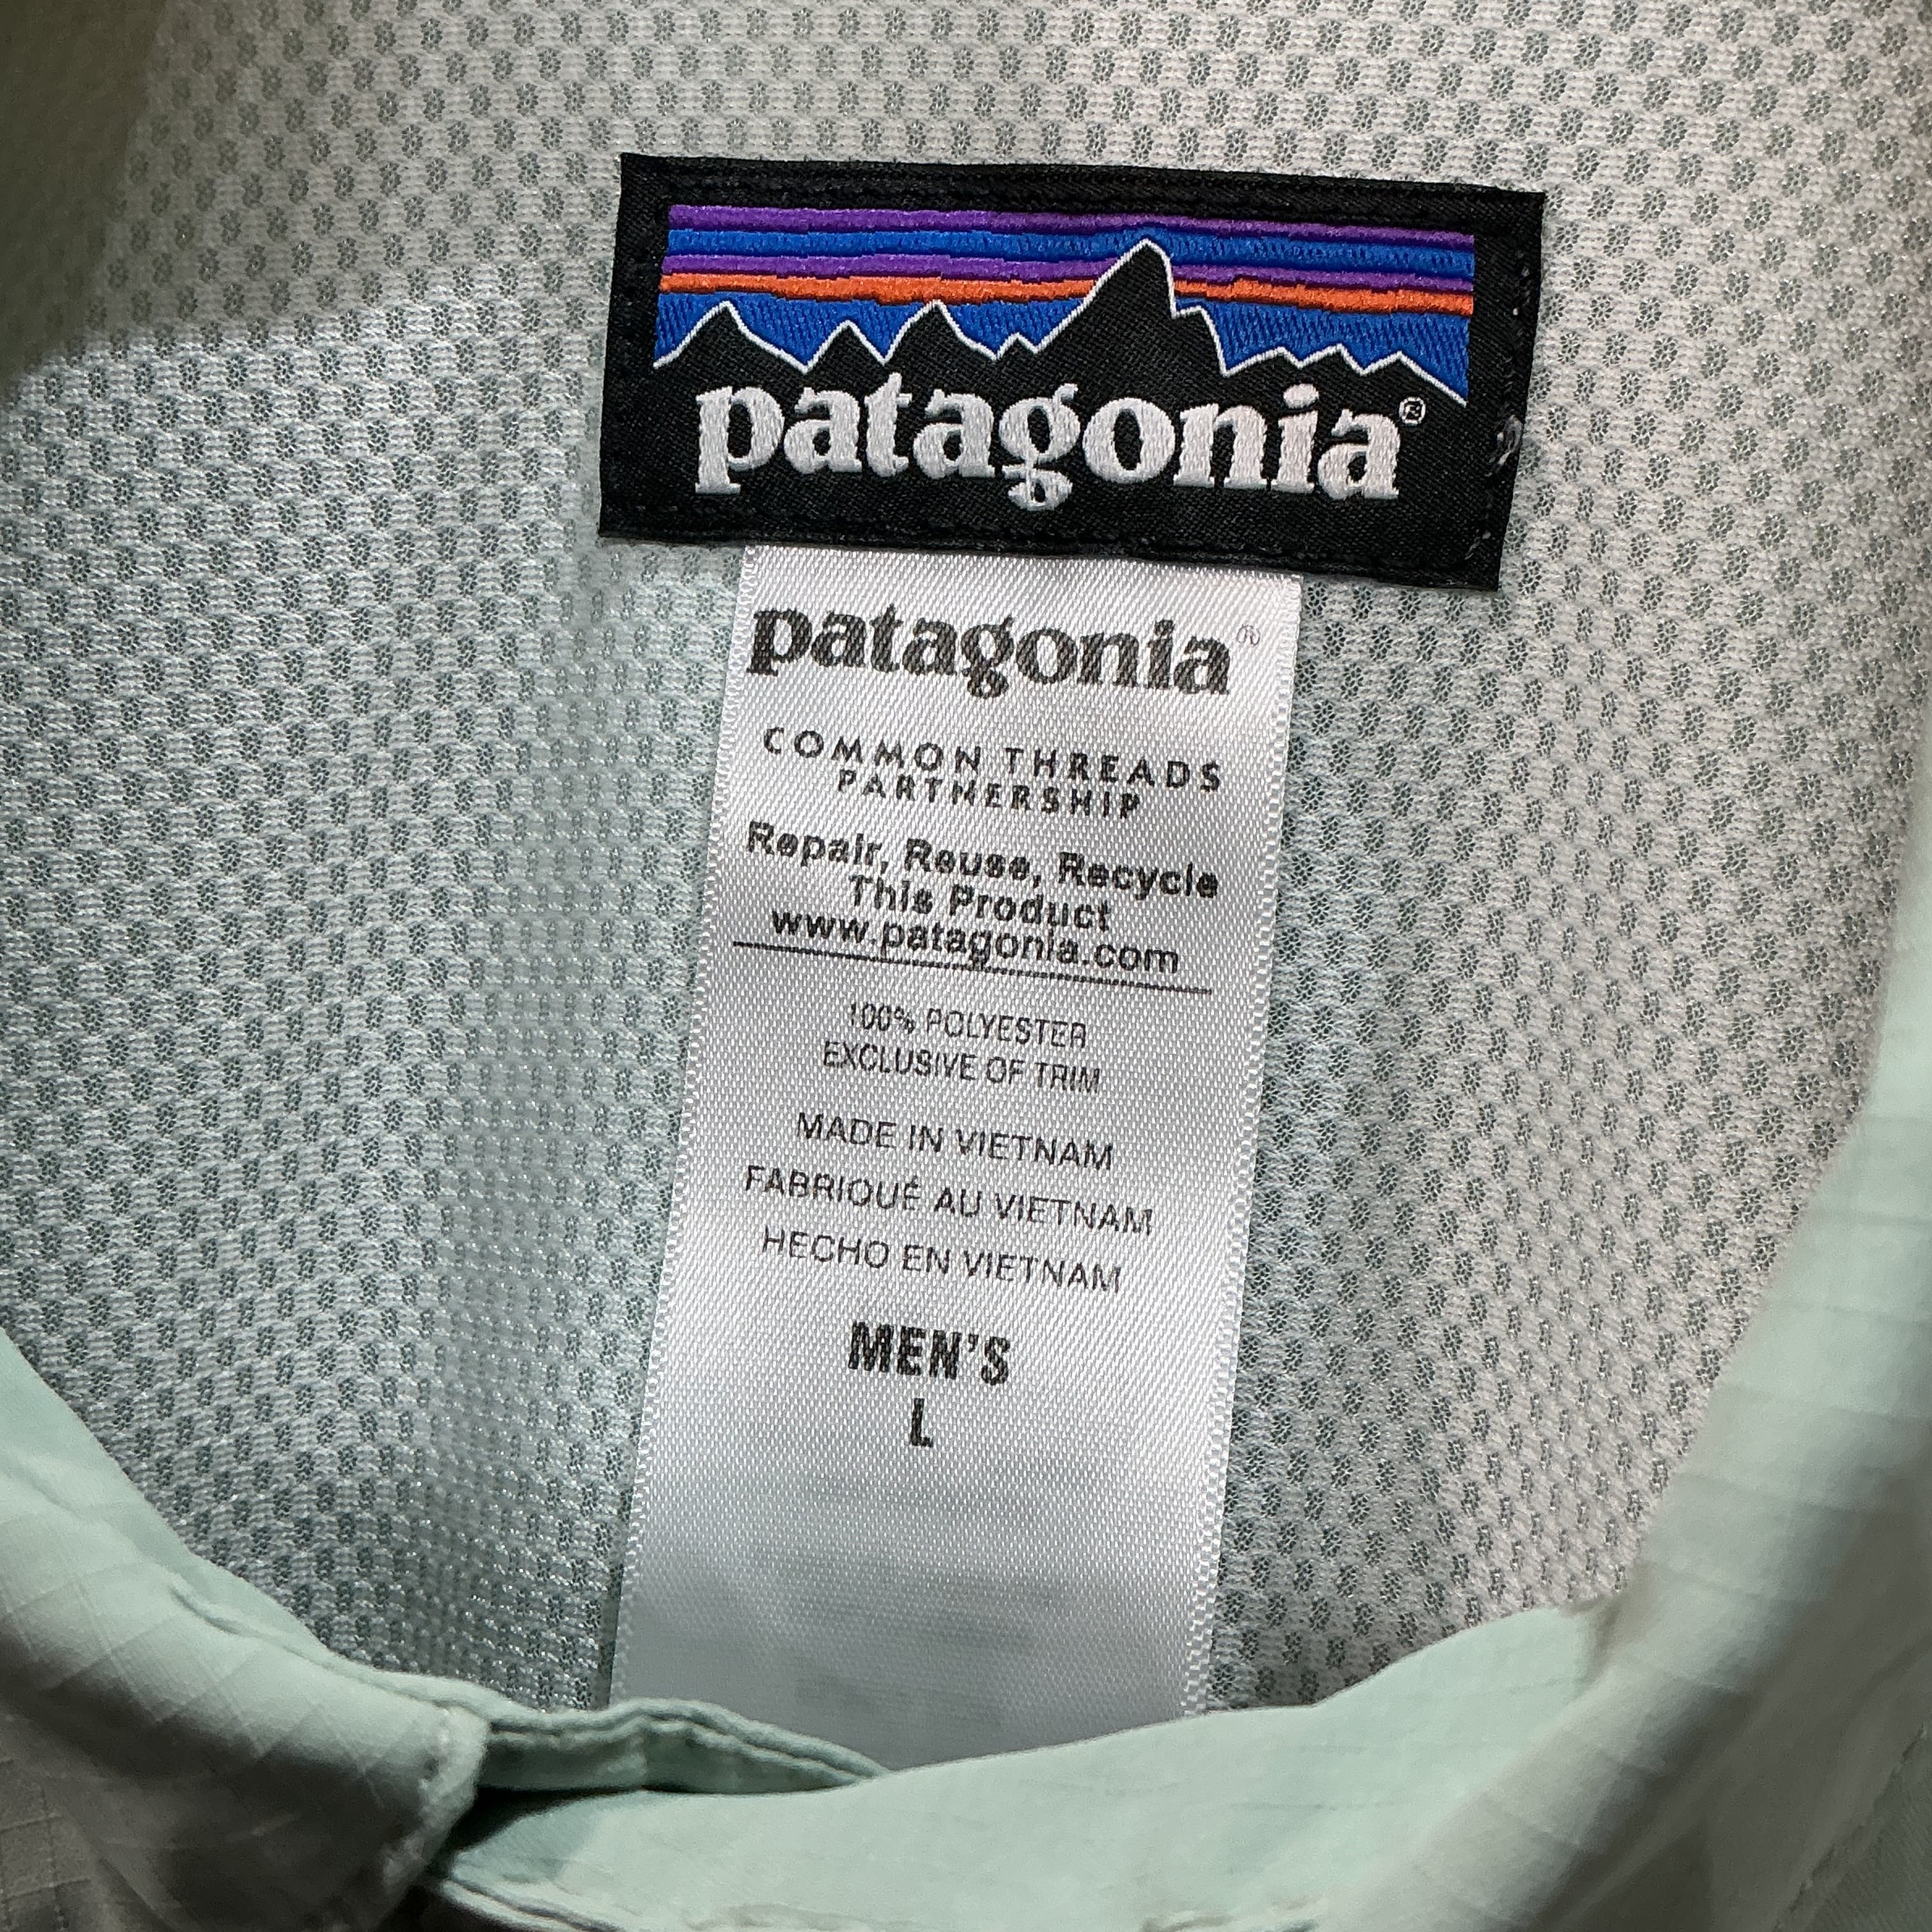 patagonia®
patagonia®
COMMON THREADS
PARTNERSHIP
Repair, Reuse, Recycle
This Product
www.patagonia.com
100% POLYESTER
EXCLUSIVE OF TRIM
MADE IN VIETNAM
FABRIQUÉ AU VIETNAM
HECHO EN VIETNAM
MEN'S
L